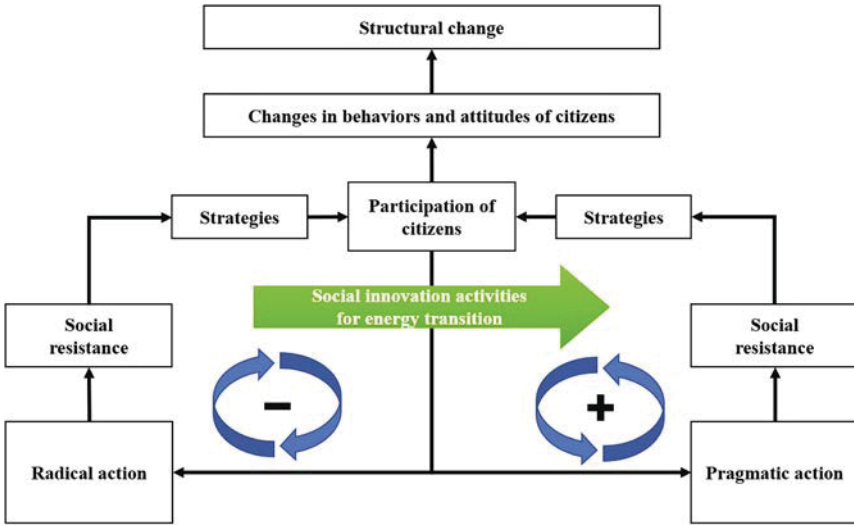 Structural change
Changes in behaviors and attitudes of citizens
Strategies
Participation of
citizens
Strategies
Social innovation activities
for energy transition
Social
resistance
Social
resistance
−
+
Radical action
Pragmatic action